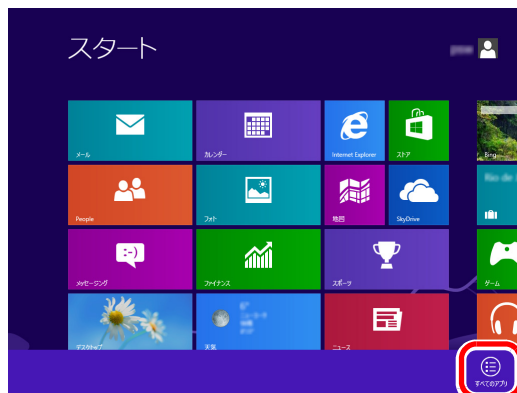 スタート
メール
カレンダー
Internet Explorer
ストア
Bing
People
フォト
地図
SkyDrive
メッセージング
ファイナンス
スポーツ
ゲーム
デスクトップ
天気
ニュース
すべてのアプリ